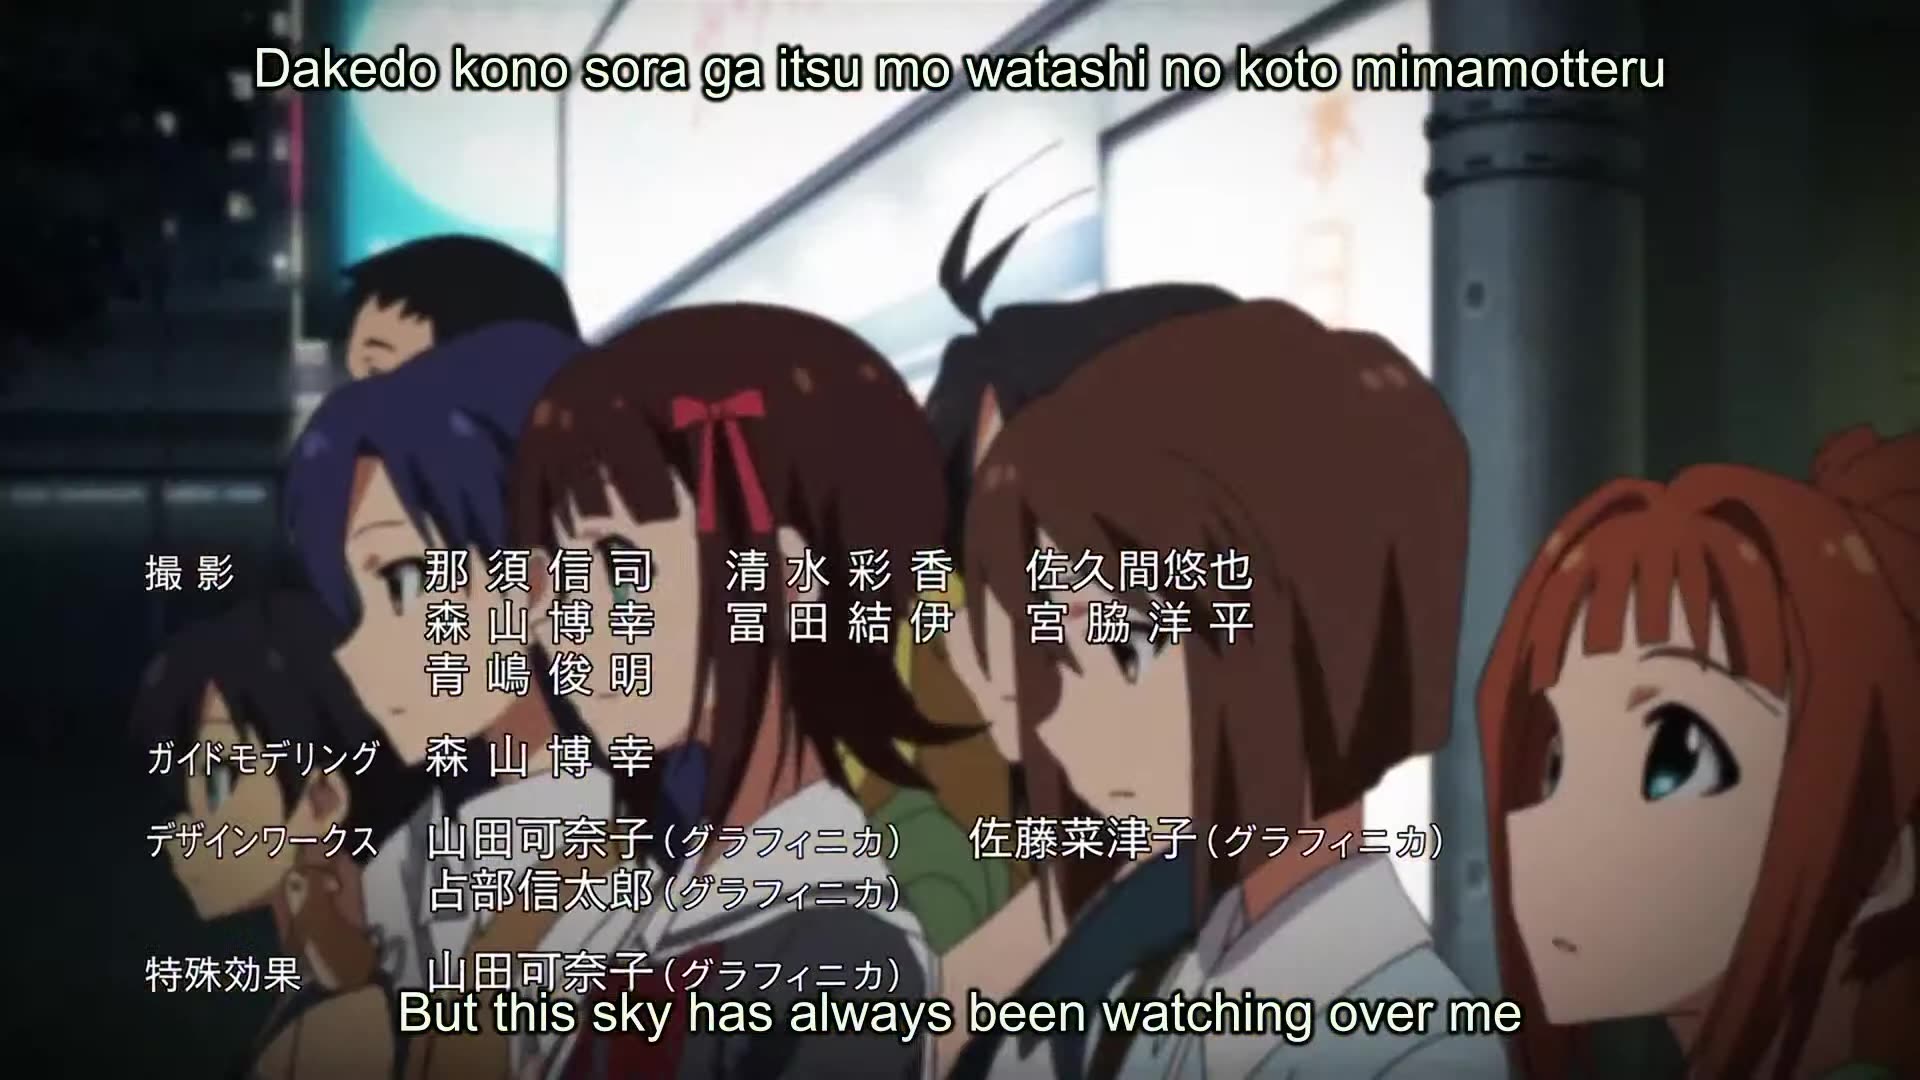 Dakedo kono sora ga itsu mo watashi no koto mimamotteru
撮影 那須信司 清水彩香 佐久間悠也
森山博幸 冨田結伊 宮脇洋平
青嶋俊明
ガイドモデリング 森山博幸
デザインワークス 山田可奈子(グラフィニカ) 佐藤菜津子(グラフィニカ)
占部信太郎(グラフィニカ)
特殊効果 山田可奈子(グラフィニカ)
But this sky has always been watching over me